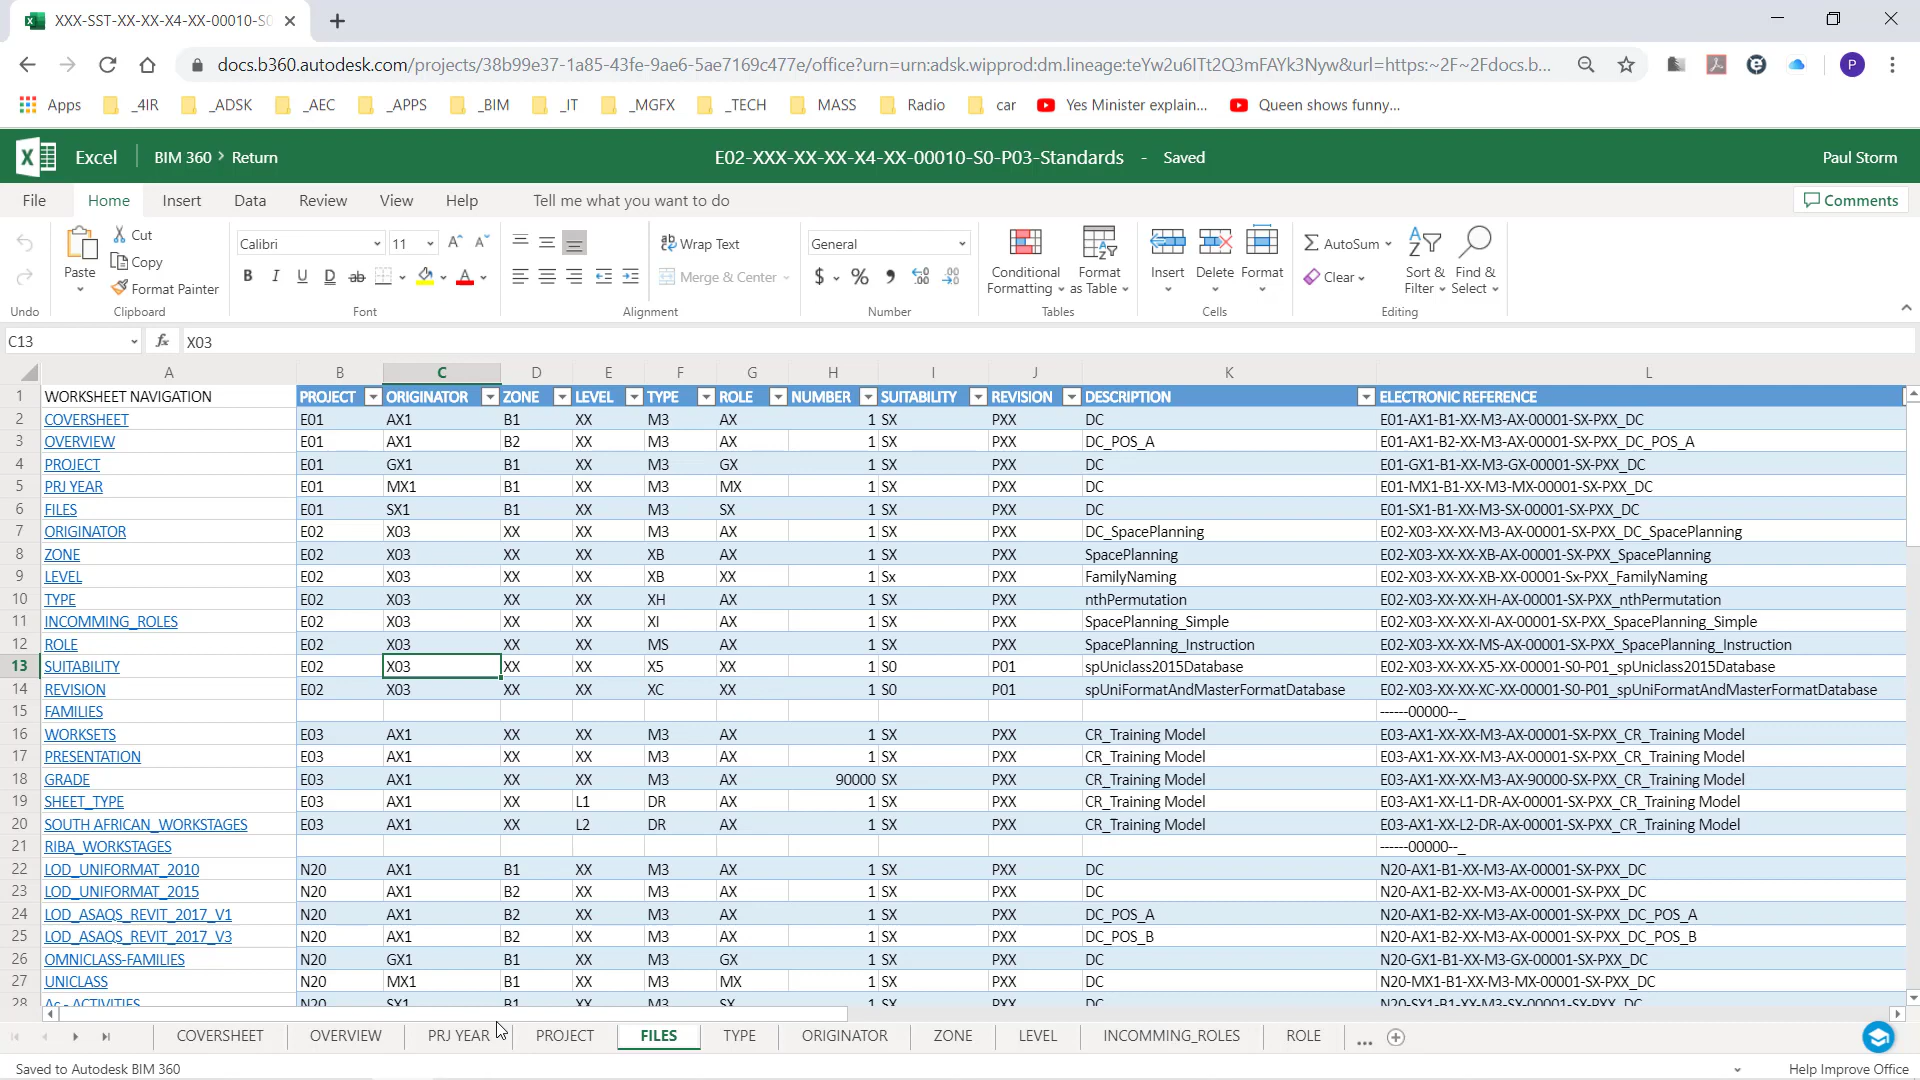 XXX-SST-XX-XX-X4-XX-00010-S0
docs.b360.autodesk.com/projects/38b99e37-1a85-43fe-9ae6-5ae7169c477e/office?urn=urn:adsk.wipprod:dm.lineage:teYw2u6ITt2Q3mFAYk3Nyw&url=https:~2F~2Fdocs.b... P
Apps _4IR _ADSK _AEC _APPS _BIM _IT _MGFX _TECH MASS Radio car Yes Minister explain... Queen shows funny...
Excel BIM 360 > Return E02-XXX-XX-XX-X4-XX-00010-S0-P03-Standards - Saved Paul Storm
File Home Insert Data Review View Help Tell me what you want to do Comments
Paste Cut Copy Format Painter
Calibri 11 Wrap Text General
B I U D ab A Merge & Center $ % ,
Conditional Formatting Format as Table Insert Delete Format AutoSum Clear Sort & Filter Find & Select
Undo Clipboard Font Alignment Number Tables Cells Editing
C13 fx X03
A B C D E F G H I J K L
1 WORKSHEET NAVIGATION PROJECT ORIGINATOR ZONE LEVEL TYPE ROLE NUMBER SUITABILITY REVISION DESCRIPTION ELECTRONIC REFERENCE
2 COVERSHEET E01 AX1 B1 XX M3 AX 1 SX PXX DC E01-AX1-B1-XX-M3-AX-00001-SX-PXX_DC
3 OVERVIEW E01 AX1 B2 XX M3 AX 1 SX PXX DC_POS_A E01-AX1-B2-XX-M3-AX-00001-SX-PXX_DC_POS_A
4 PROJECT E01 GX1 B1 XX M3 GX 1 SX PXX DC E01-GX1-B1-XX-M3-GX-00001-SX-PXX_DC
5 PRJ YEAR E01 MX1 B1 XX M3 MX 1 SX PXX DC E01-MX1-B1-XX-M3-MX-00001-SX-PXX_DC
6 FILES E01 SX1 B1 XX M3 SX 1 SX PXX DC E01-SX1-B1-XX-M3-SX-00001-SX-PXX_DC
7 ORIGINATOR E02 X03 XX XX M3 AX 1 SX PXX DC_SpacePlanning E02-X03-XX-XX-M3-AX-00001-SX-PXX_DC_SpacePlanning
8 ZONE E02 X03 XX XX XB AX 1 SX PXX SpacePlanning E02-X03-XX-XX-XB-AX-00001-SX-PXX_SpacePlanning
9 LEVEL E02 X03 XX XX XB XX 1 Sx PXX FamilyNaming E02-X03-XX-XX-XB-XX-00001-Sx-PXX_FamilyNaming
10 TYPE E02 X03 XX XX XH AX 1 SX PXX nthPermutation E02-X03-XX-XX-XH-AX-00001-SX-PXX_nthPermutation
11 INCOMMING_ROLES E02 X03 XX XX XI AX 1 SX PXX SpacePlanning_Simple E02-X03-XX-XX-XI-AX-00001-SX-PXX_SpacePlanning_Simple
12 ROLE E02 X03 XX XX MS AX 1 SX PXX SpacePlanning_Instruction E02-X03-XX-XX-MS-AX-00001-SX-PXX_SpacePlanning_Instruction
13 SUITABILITY E02 X03 XX XX X5 XX 1 S0 P01 spUniclass2015Database E02-X03-XX-XX-X5-XX-00001-S0-P01_spUniclass2015Database
14 REVISION E02 X03 XX XX XC XX 1 S0 P01 spUniFormatAndMasterFormatDatabase E02-X03-XX-XX-XC-XX-00001-S0-P01_spUniFormatAndMasterFormatDatabase
15 FAMILIES ------00000--_
16 WORKSETS E03 AX1 XX XX M3 AX 1 SX PXX CR_Training Model E03-AX1-XX-XX-M3-AX-00001-SX-PXX_CR_Training Model
17 PRESENTATION E03 AX1 XX XX M3 AX 1 SX PXX CR_Training Model E03-AX1-XX-XX-M3-AX-00001-SX-PXX_CR_Training Model
18 GRADE E03 AX1 XX XX M3 AX 90000 SX PXX CR_Training Model E03-AX1-XX-XX-M3-AX-90000-SX-PXX_CR_Training Model
19 SHEET_TYPE E03 AX1 XX L1 DR AX 1 SX PXX CR_Training Model E03-AX1-XX-L1-DR-AX-00001-SX-PXX_CR_Training Model
20 SOUTH AFRICAN_WORKSTAGES E03 AX1 XX L2 DR AX 1 SX PXX CR_Training Model E03-AX1-XX-L2-DR-AX-00001-SX-PXX_CR_Training Model
21 RIBA_WORKSTAGES ------00000--_
22 LOD_UNIFORMAT_2010 N20 AX1 B1 XX M3 AX 1 SX PXX DC N20-AX1-B1-XX-M3-AX-00001-SX-PXX_DC
23 LOD_UNIFORMAT_2015 N20 AX1 B2 XX M3 AX 1 SX PXX DC N20-AX1-B2-XX-M3-AX-00001-SX-PXX_DC
24 LOD_ASAQS_REVIT_2017_V1 N20 AX1 B2 XX M3 AX 1 SX PXX DC_POS_A N20-AX1-B2-XX-M3-AX-00001-SX-PXX_DC_POS_A
25 LOD_ASAQS_REVIT_2017_V3 N20 AX1 B2 XX M3 AX 1 SX PXX DC_POS_B N20-AX1-B2-XX-M3-AX-00001-SX-PXX_DC_POS_B
26 OMNICLASS-FAMILIES N20 GX1 B1 XX M3 GX 1 SX PXX DC N20-GX1-B1-XX-M3-GX-00001-SX-PXX_DC
27 UNICLASS N20 MX1 B1 XX M3 MX 1 SX PXX DC N20-MX1-B1-XX-M3-MX-00001-SX-PXX_DC
28 Ac - ACTIVITIES N20 SX1 B1 XX M3 SX 1 SX PXX DC N20-SX1-B1-XX-M3-SX-00001-SX-PXX_DC
COVERSHEET OVERVIEW PRJ YEAR PROJECT FILES TYPE ORIGINATOR ZONE LEVEL INCOMMING_ROLES ROLE ...
Saved to Autodesk BIM 360 Help Improve Office